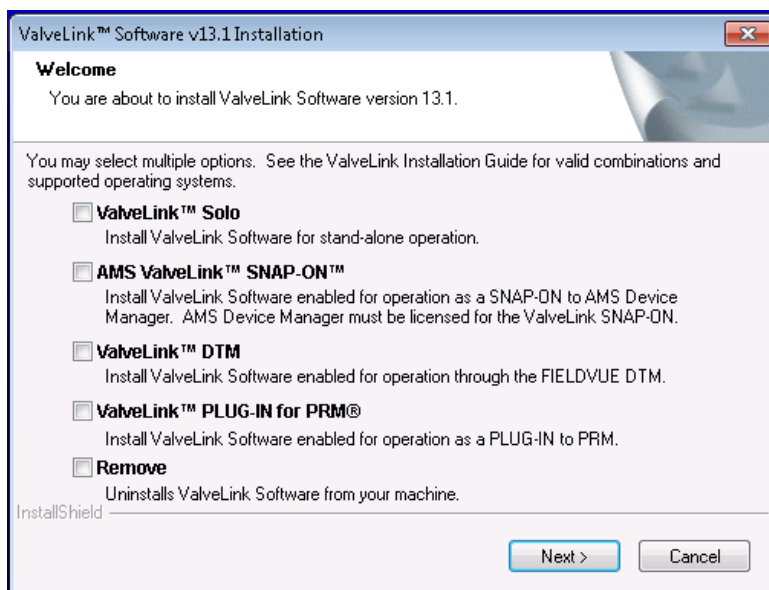 ValveLink™ Software v13.1 Installation
Welcome
You are about to install ValveLink Software version 13.1.
You may select multiple options.  See the ValveLink Installation Guide for valid combinations and
supported operating systems.
ValveLink™ Solo
Install ValveLink Software for stand-alone operation.
AMS ValveLink™ SNAP-ON™
Install ValveLink Software enabled for operation as a SNAP-ON to AMS Device
Manager.  AMS Device Manager must be licensed for the ValveLink SNAP-ON.
ValveLink™ DTM
Install ValveLink Software enabled for operation through the FIELDVUE DTM.
ValveLink™ PLUG-IN for PRM®
Install ValveLink Software enabled for operation as a PLUG-IN to PRM.
Remove
Uninstalls ValveLink Software from your machine.
InstallShield
Next >
Cancel